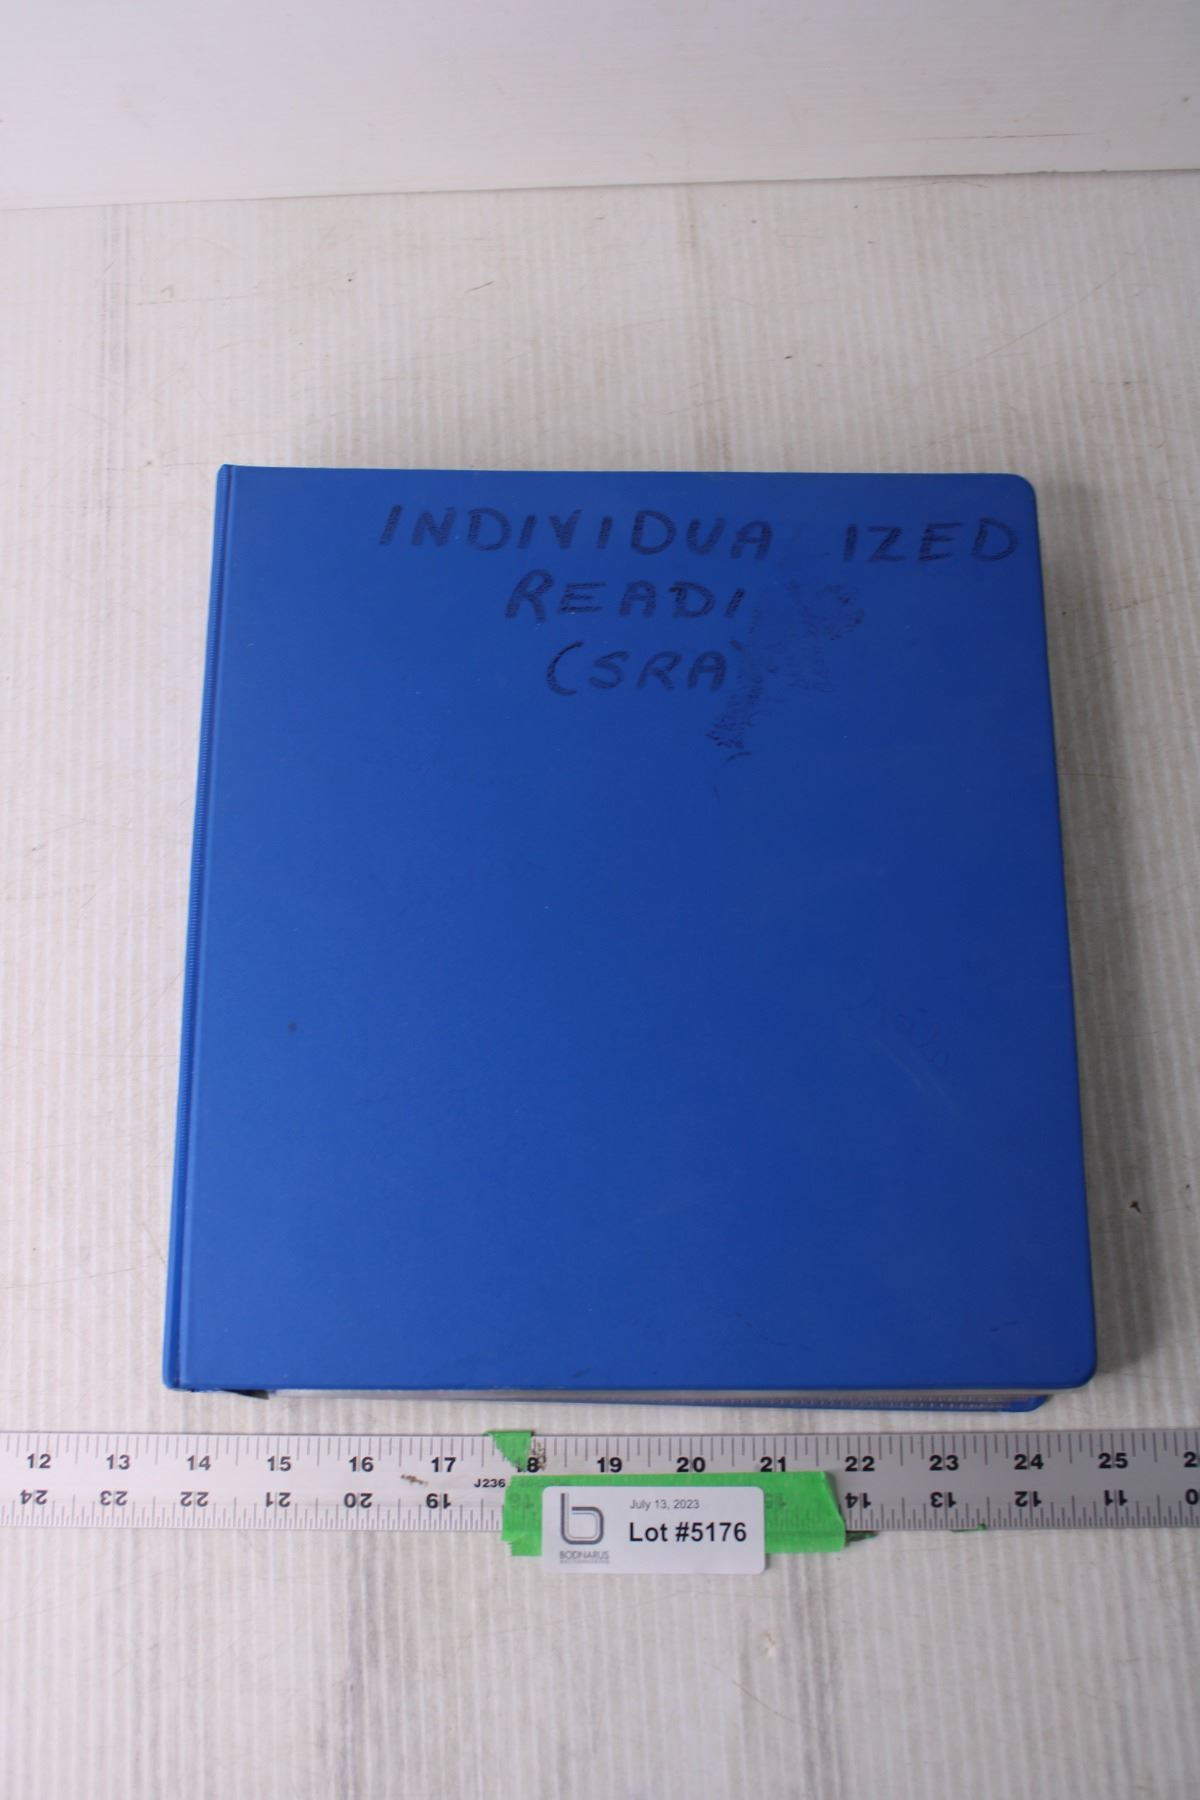 INDIVIDUA IZED
READI
(SRA
12 13 14 15 16 17 18 19 20 21 22 23 24 25
J236
24 23 22 21 20 19 14 13 12 11
July 13, 2023
Lot #5176
BODNARUS